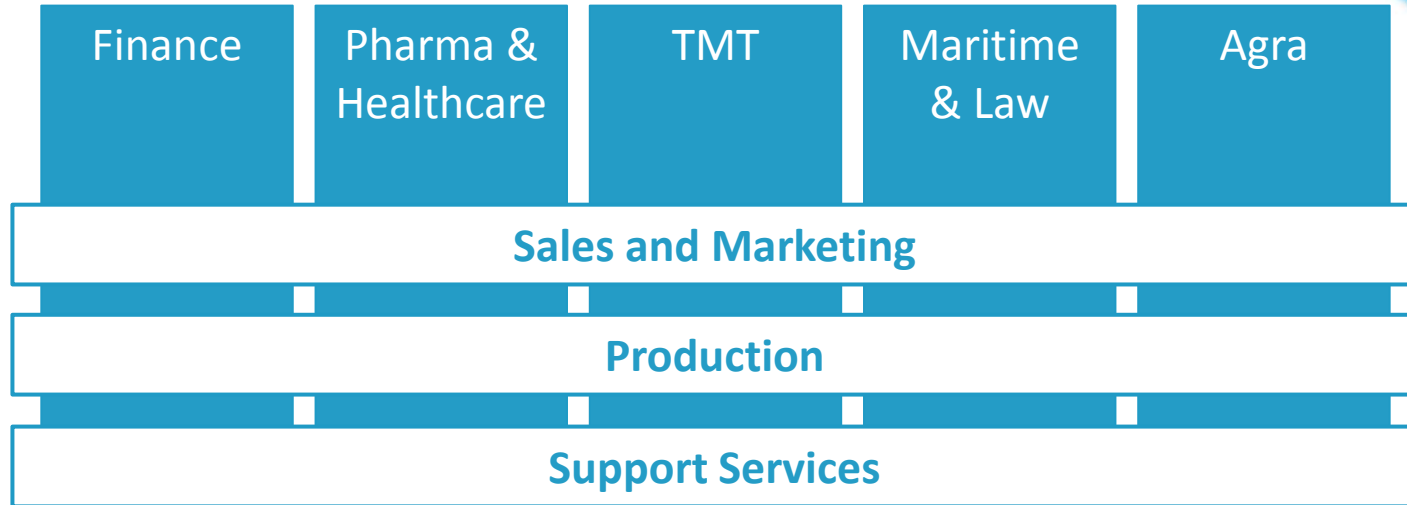 Finance
Pharma &
Healthcare
TMT
Maritime
& Law
Agra
Sales and Marketing
Production
Support Services